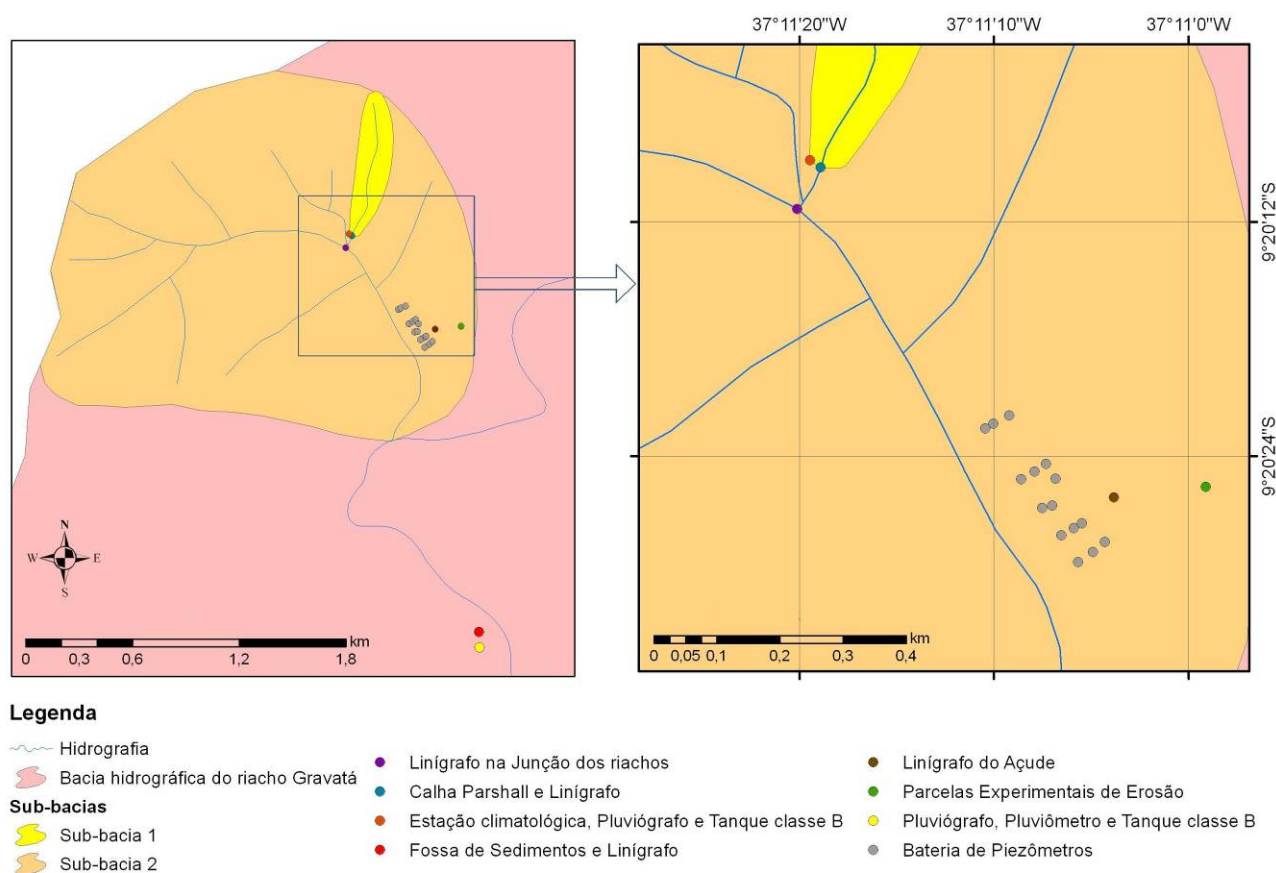 37°11'20"W 37°11'10"W 37°11'0"W
9°20'12"S
9°20'24"S
N
W E
S
km
0 0,3 0,6 1,2 1,8
km
0 0,05 0,1 0,2 0,3 0,4
Legenda
Hidrografia
Bacia hidrográfica do riacho Gravatá
Sub-bacias
Sub-bacia 1
Sub-bacia 2
Linígrafo na Junção dos riachos
Calha Parshall e Linígrafo
Estação climatológica, Pluviógrafo e Tanque classe B
Fossa de Sedimentos e Linígrafo
Linígrafo do Açude
Parcelas Experimentais de Erosão
Pluviógrafo, Pluviômetro e Tanque classe B
Bateria de Piezômetros